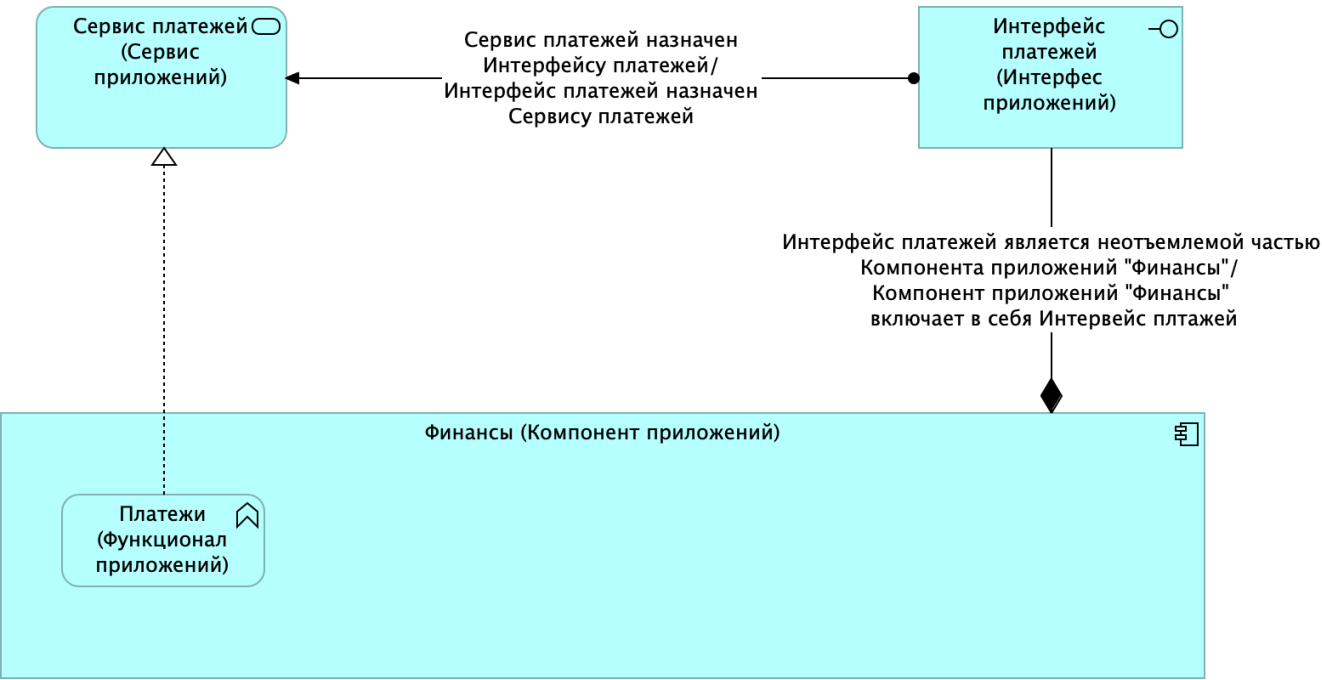 Сервис платежей
(Сервис
приложений)
Сервис платежей назначен
Интерфейсу платежей/
Интерфейс платежей назначен
Сервису платежей
Интерфейс
платежей
(Интерфес
приложений)
Интерфейс платежей является неотъемлемой частью
Компонента приложений "Финансы"/
Компонент приложений "Финансы"
включает в себя Интервейс плтажей
Финансы (Компонент приложений)
Платежи
(Функционал
приложений)